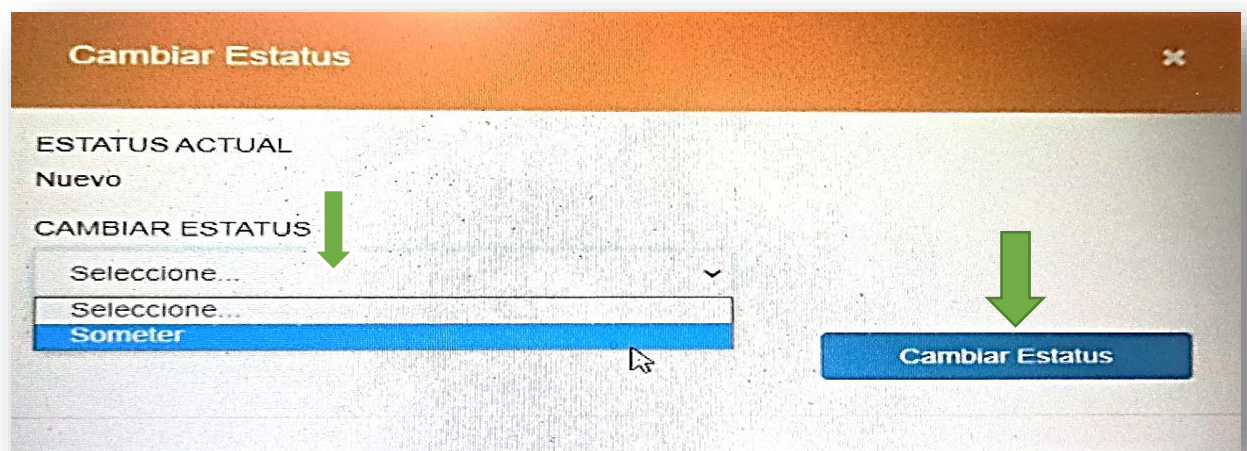 Cambiar Estatus
ESTATUS ACTUAL
Nuevo
CAMBIAR ESTATUS
Seleccione...
Seleccione...
Someter
Cambiar Estatus